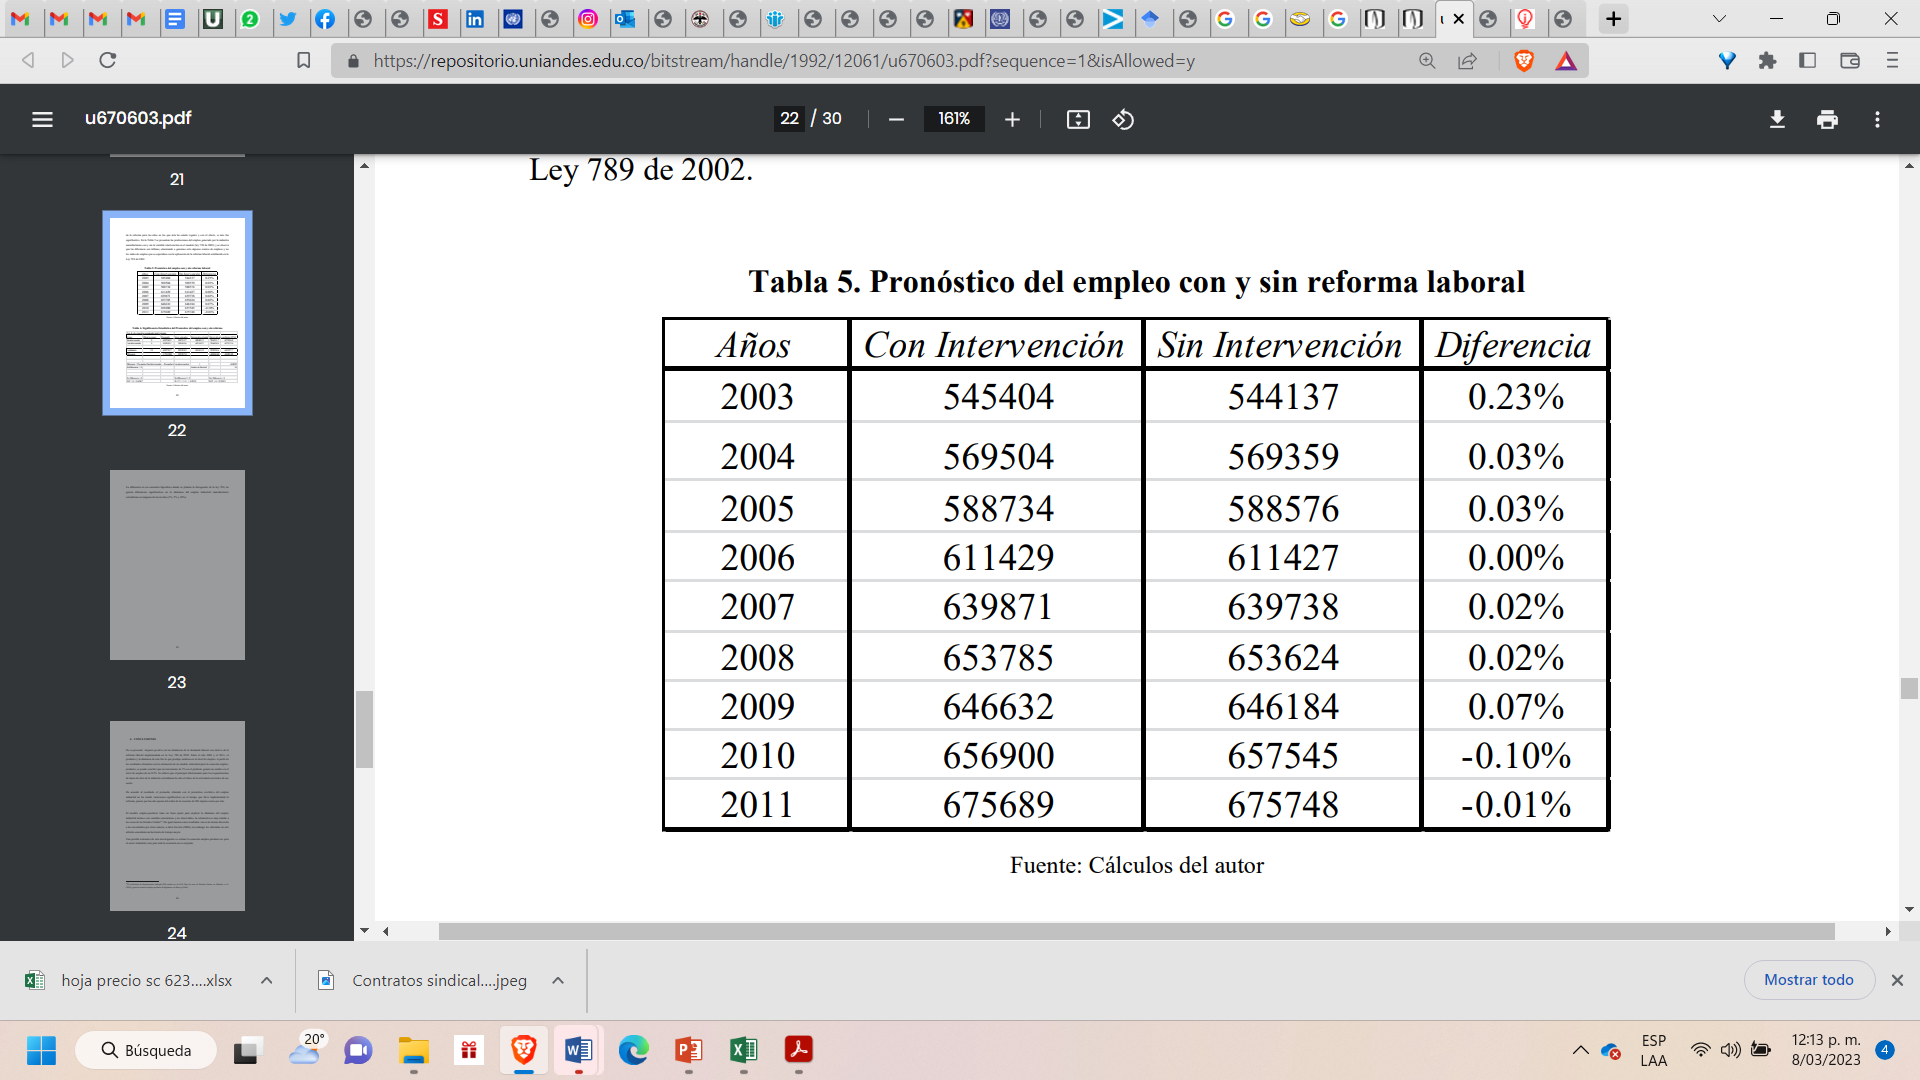 https://repositorio.uniandes.edu.co/bitstream/handle/1992/12061/u670603.pdf?sequence=1&isAllowed=y
u670603.pdf
22 / 30
161%
21
22
23
24
Ley 789 de 2002.
Tabla 5. Pronóstico del empleo con y sin reforma laboral
Años Con Intervención Sin Intervención Diferencia
2003 545404 544137 0.23%
2004 569504 569359 0.03%
2005 588734 588576 0.03%
2006 611429 611427 0.00%
2007 639871 639738 0.02%
2008 653785 653624 0.02%
2009 646632 646184 0.07%
2010 656900 657545 -0.10%
2011 675689 675748 -0.01%
Fuente: Cálculos del autor
hoja precio sc 623....xlsx
Contratos sindical....jpeg
Mostrar todo
Búsqueda
20°
ESP
LAA
12:13 p. m.
8/03/2023
4